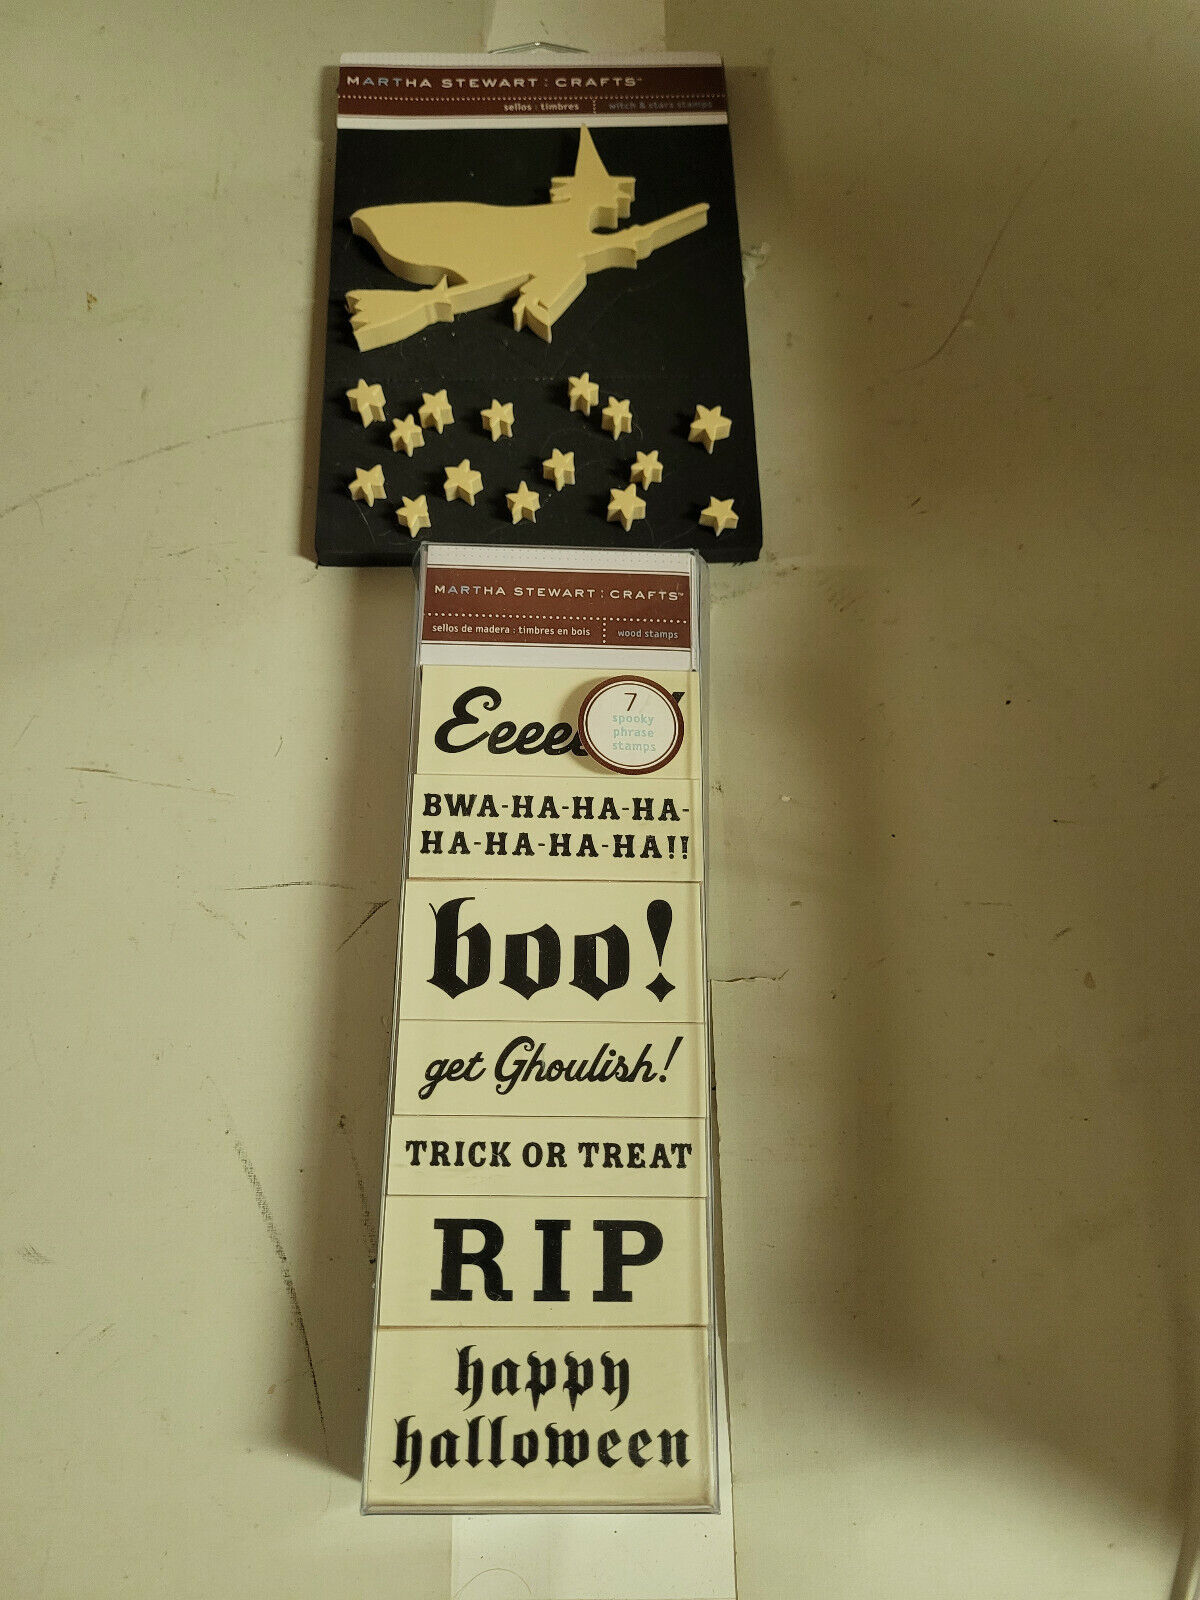 MARTHA STEWART : CRAFTS™
sellos : timbres witch & stars stamps
MARTHA STEWART : CRAFTS™
sellos de madera : timbres en bois wood stamps
7
spooky
phrase
stamps
BWA-HA-HA-HA-
HA-HA-HA-HA!!
boo!
get Ghoulish!
TRICK OR TREAT
RIP
happy
halloween